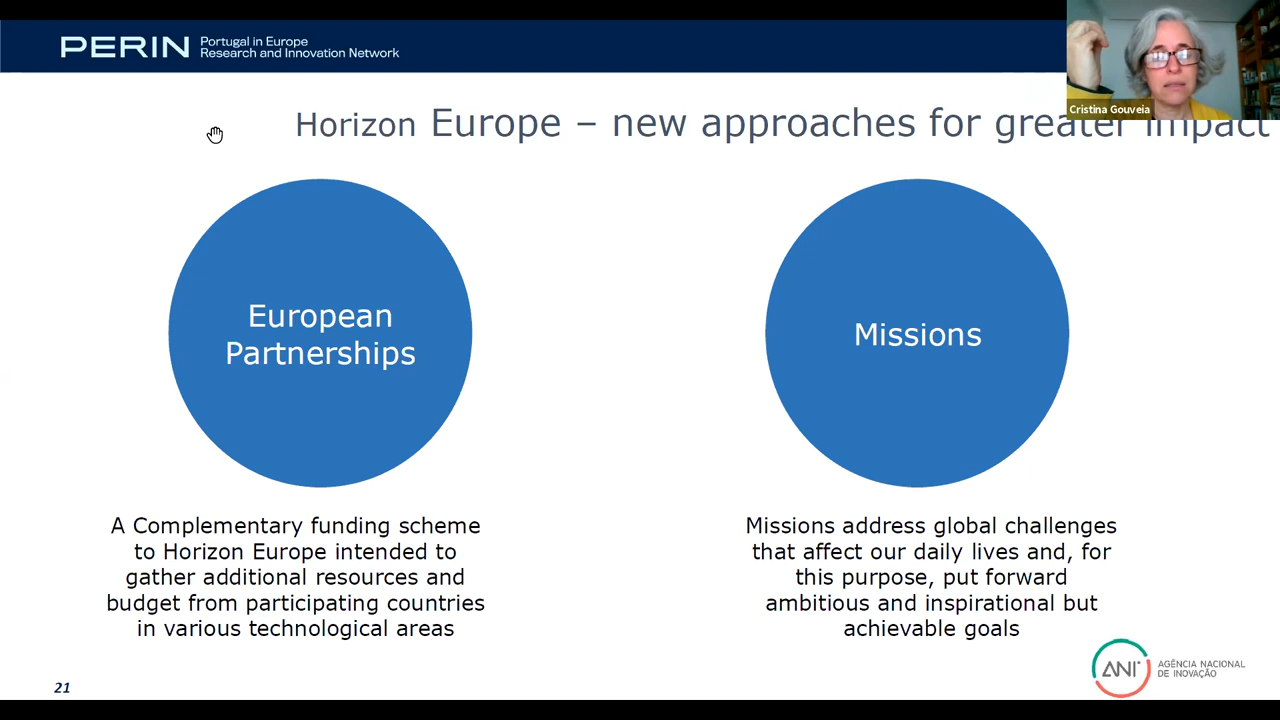 PERIN
Portugal in Europe
Research and Innovation Network
Cristina Gouveia
Horizon Europe – new approaches for greater impact
European
Partnerships
Missions
A Complementary funding scheme
to Horizon Europe intended to
gather additional resources and
budget from participating countries
in various technological areas
Missions address global challenges
that affect our daily lives and, for
this purpose, put forward
ambitious and inspirational but
achievable goals
21
ANI
AGÊNCIA NACIONAL
DE INOVAÇÃO